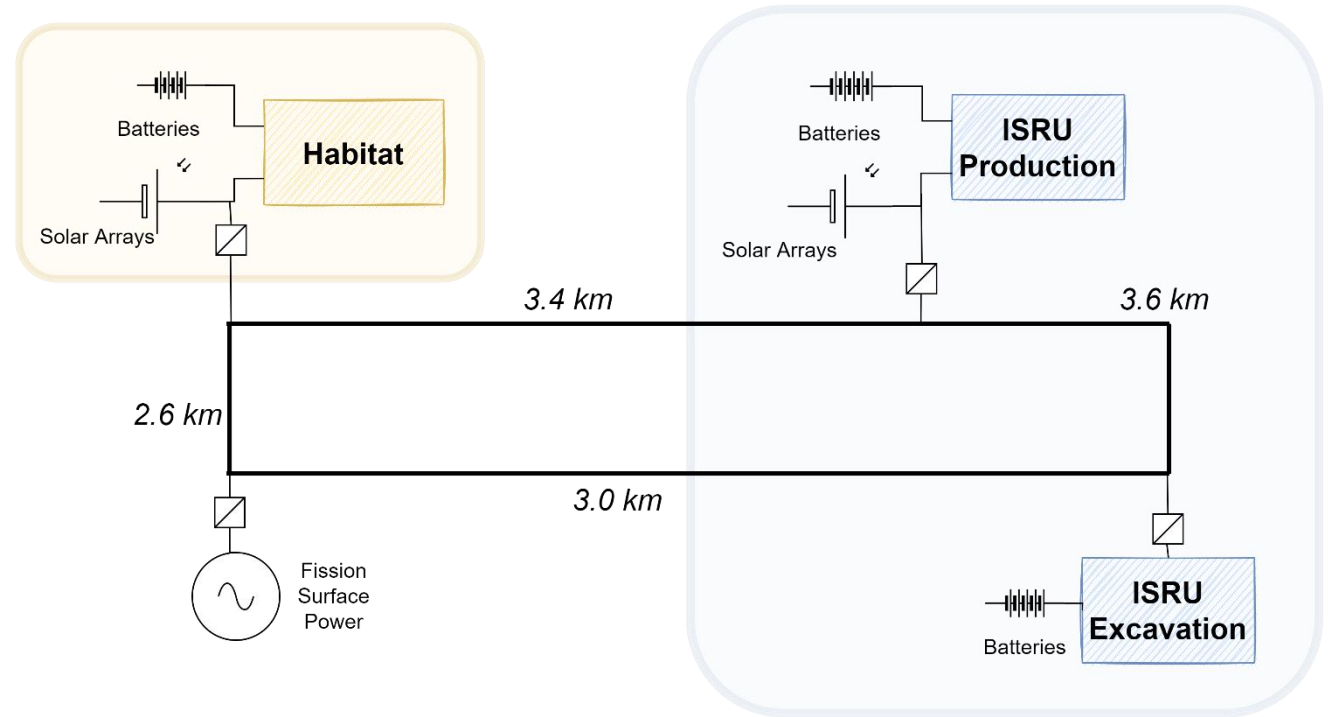 Batteries
Habitat
Solar Arrays
Batteries
ISRU
Production
Solar Arrays
3.4 km
3.6 km
2.6 km
3.0 km
Fission
Surface
Power
ISRU
Excavation
Batteries